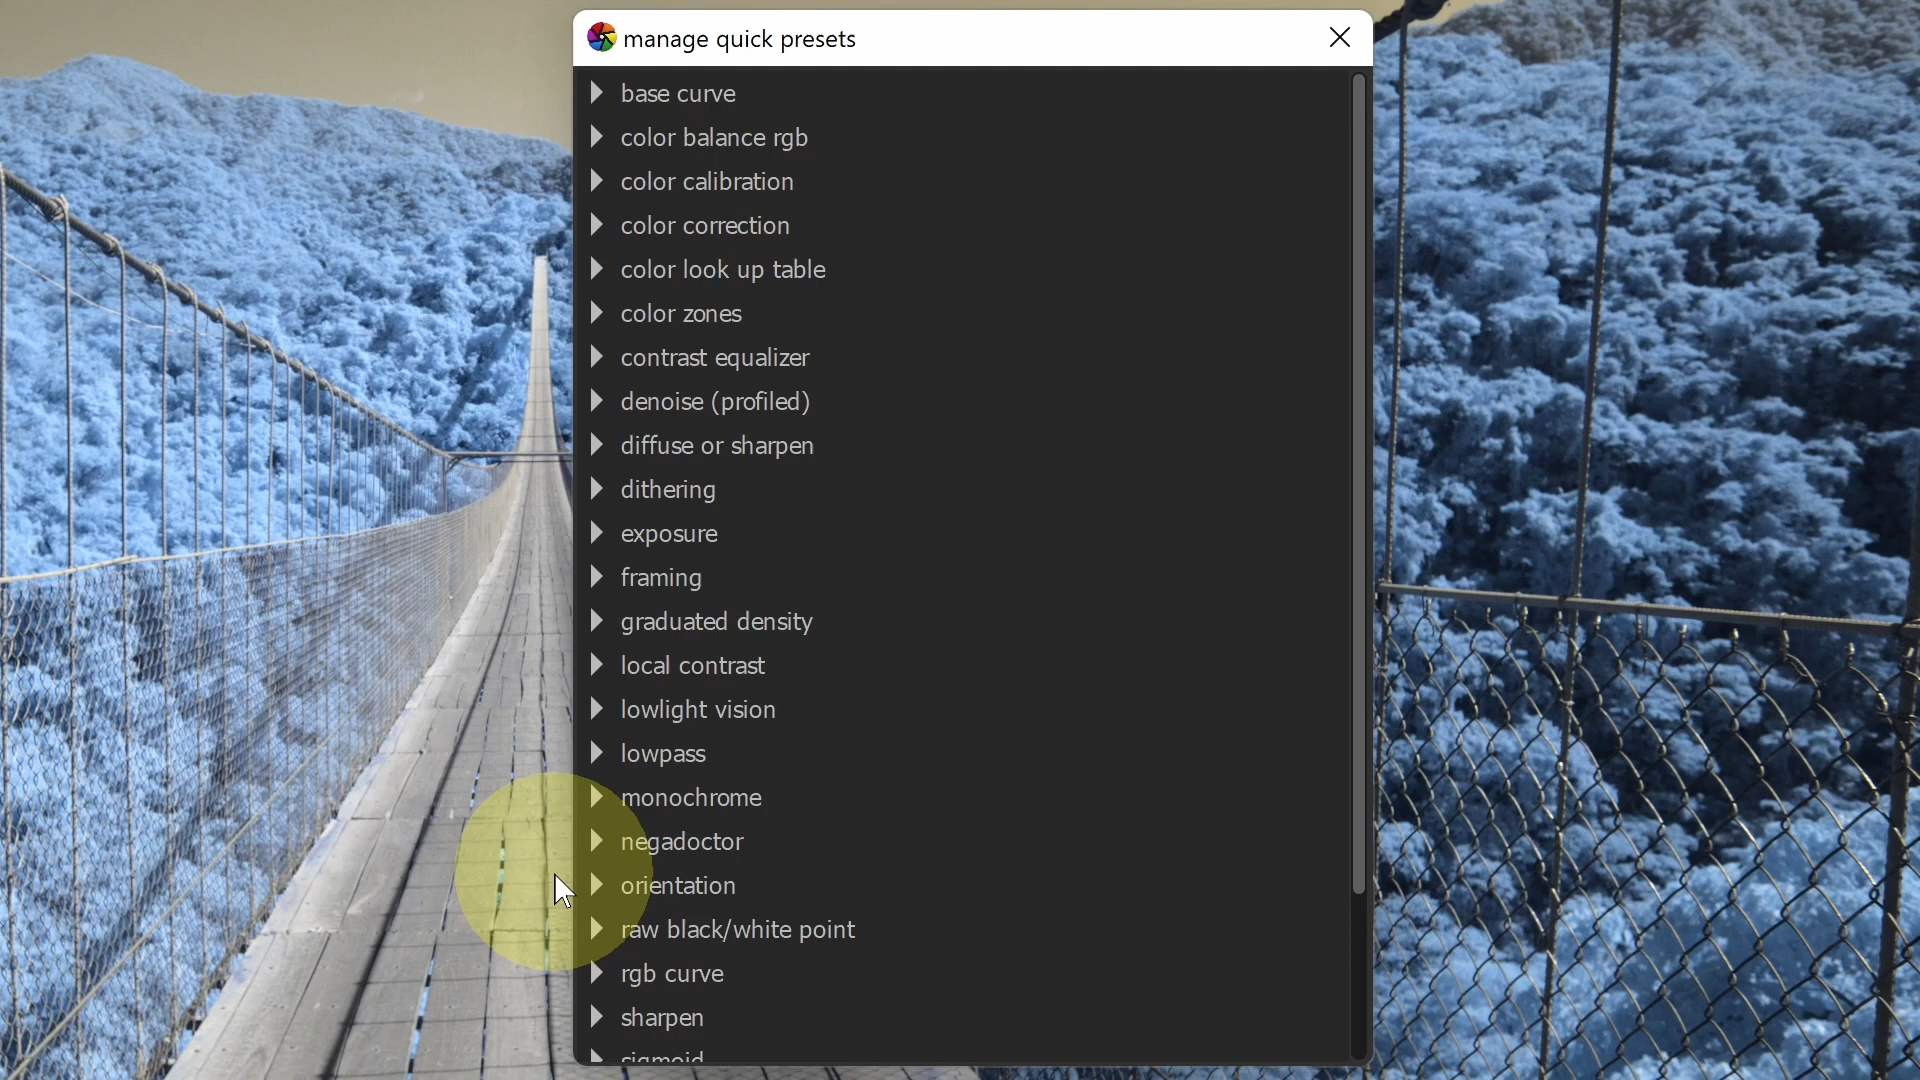 manage quick presets
base curve
color balance rgb
color calibration
color correction
color look up table
color zones
contrast equalizer
denoise (profiled)
diffuse or sharpen
dithering
exposure
framing
graduated density
local contrast
lowlight vision
lowpass
monochrome
negadoctor
orientation
raw black/white point
rgb curve
sharpen
sigmoid